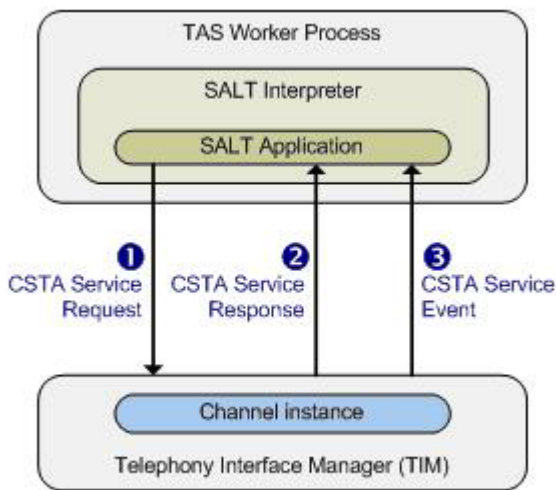 TAS Worker Process
SALT Interpreter
SALT Application
1
CSTA Service
Request
2
CSTA Service
Response
3
CSTA Service
Event
Channel instance
Telephony Interface Manager (TIM)